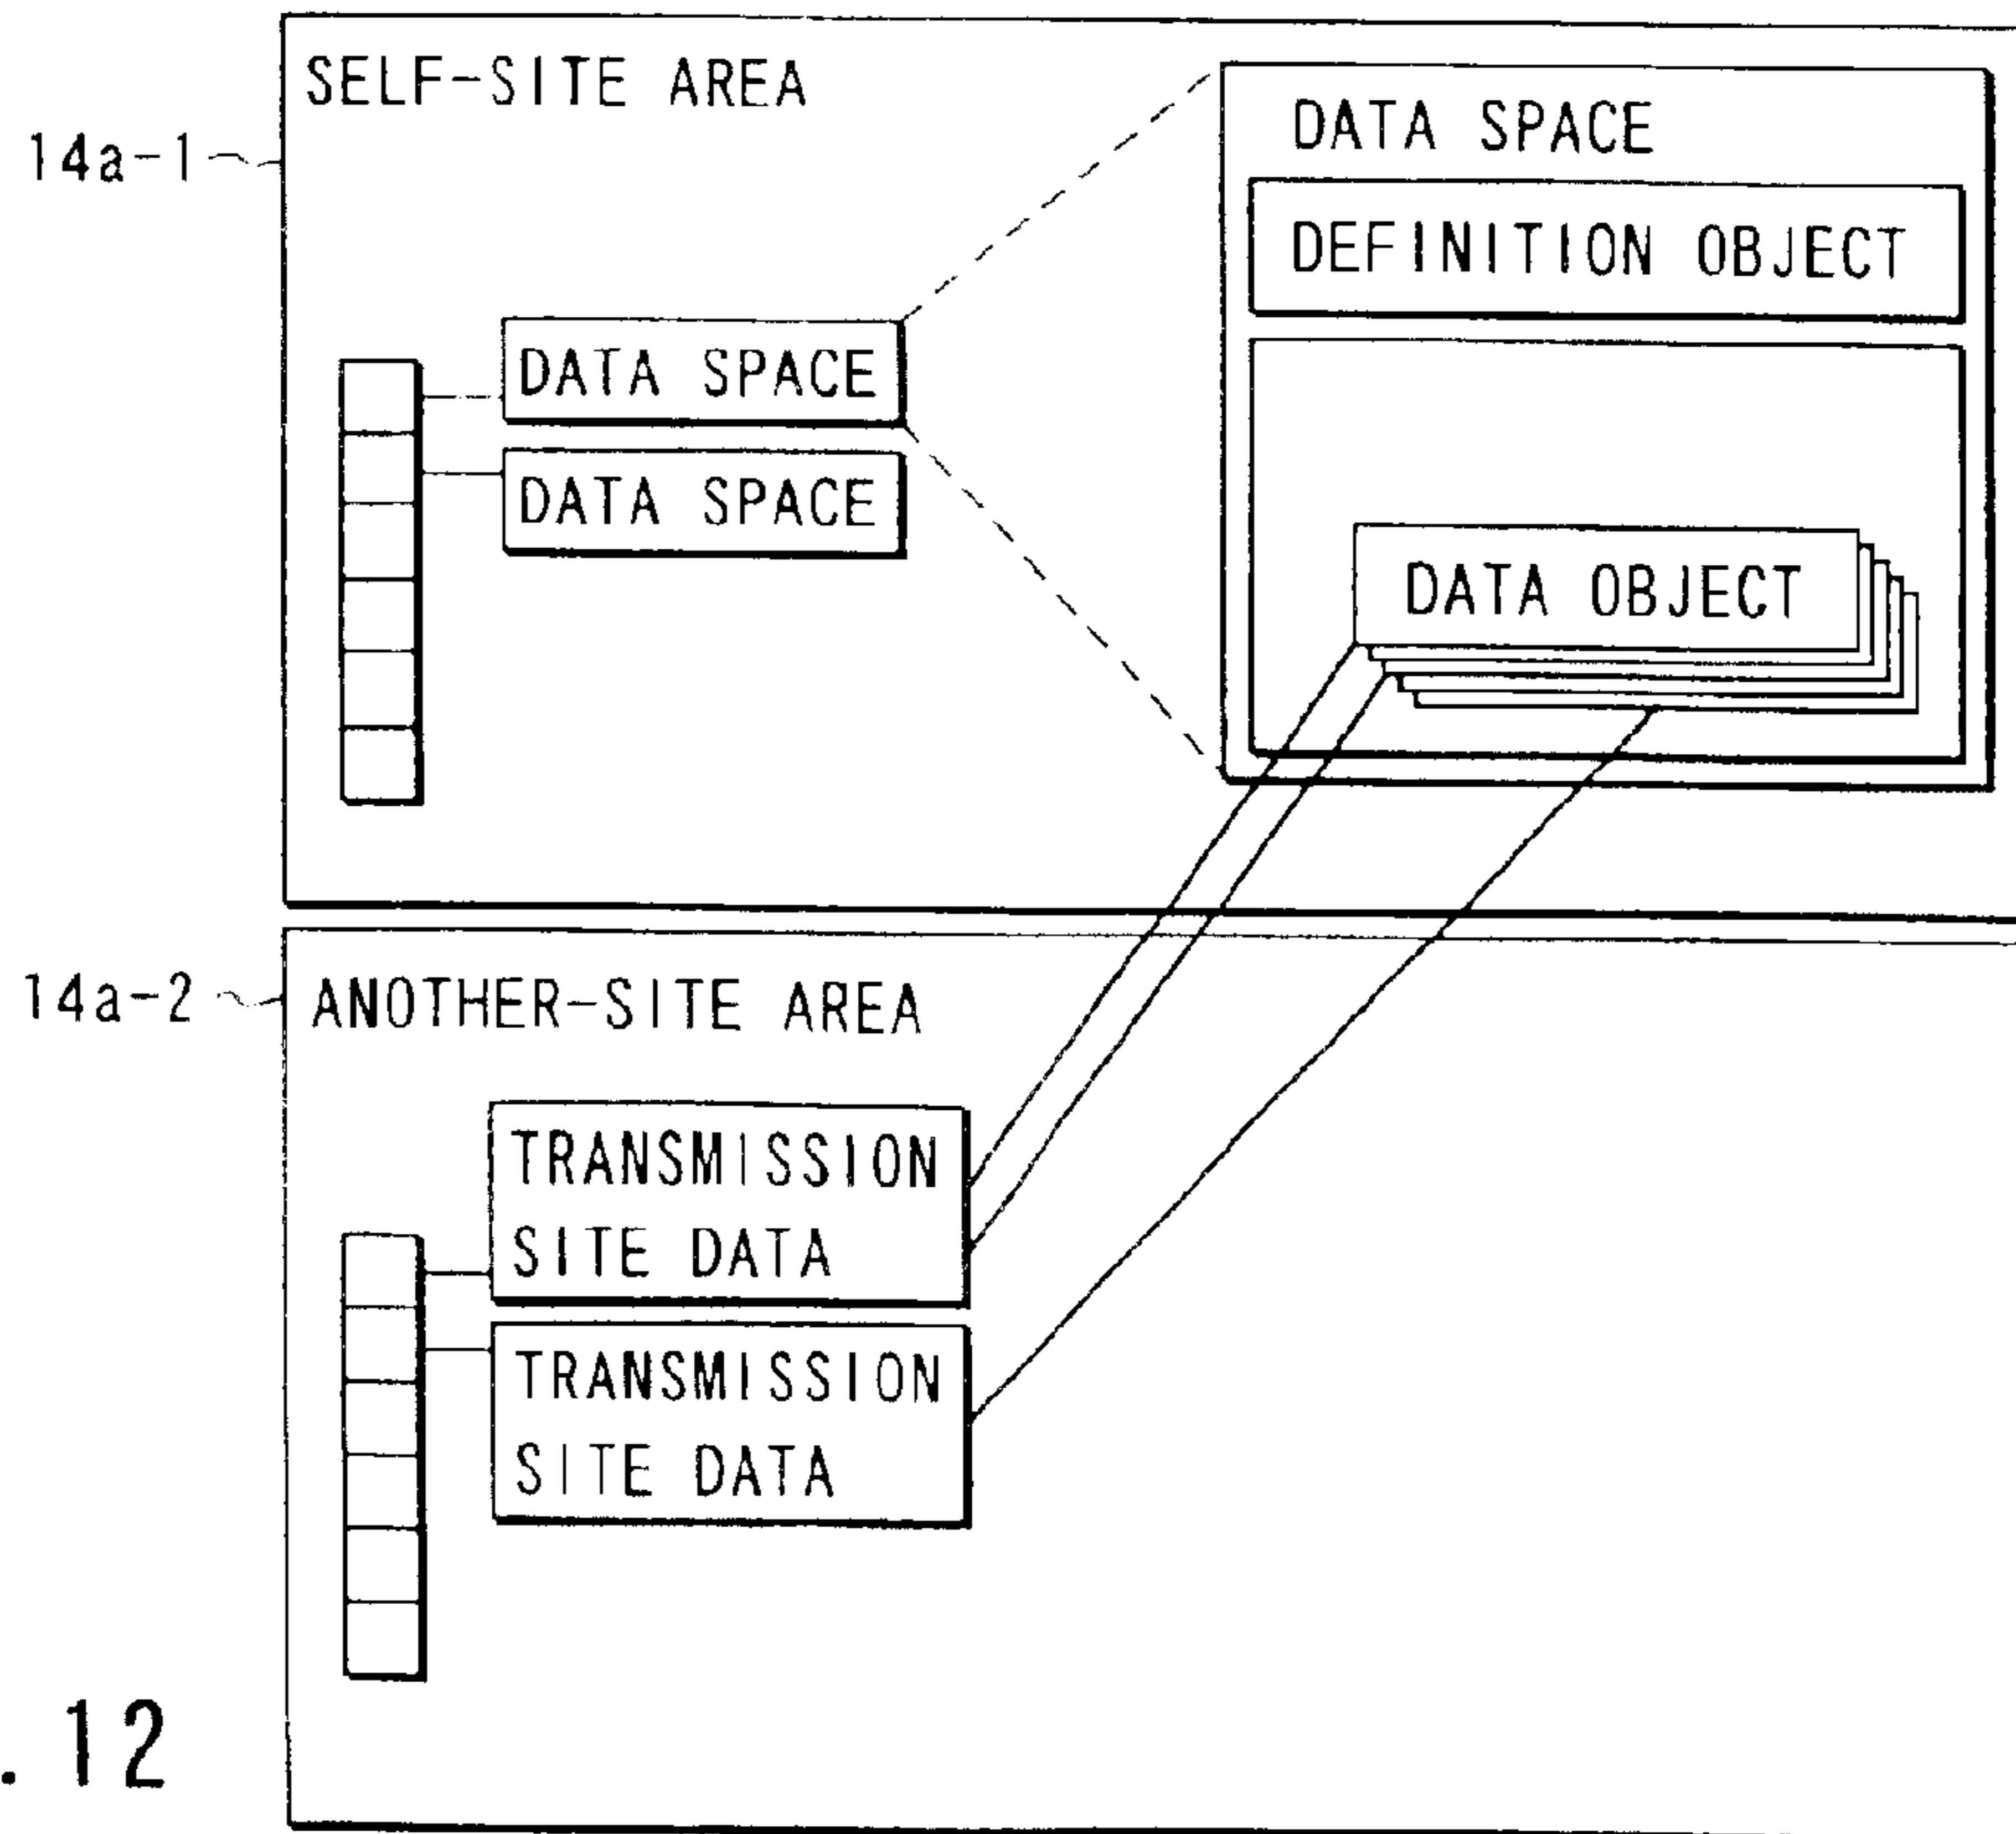 SELF-SITE AREA
14a-1
DATA SPACE
DEFINITION OBJECT
DATA SPACE
DATA SPACE
DATA OBJECT
14a-2
ANOTHER-SITE AREA
TRANSMISSION
SITE DATA
TRANSMISSION
SITE DATA
.12